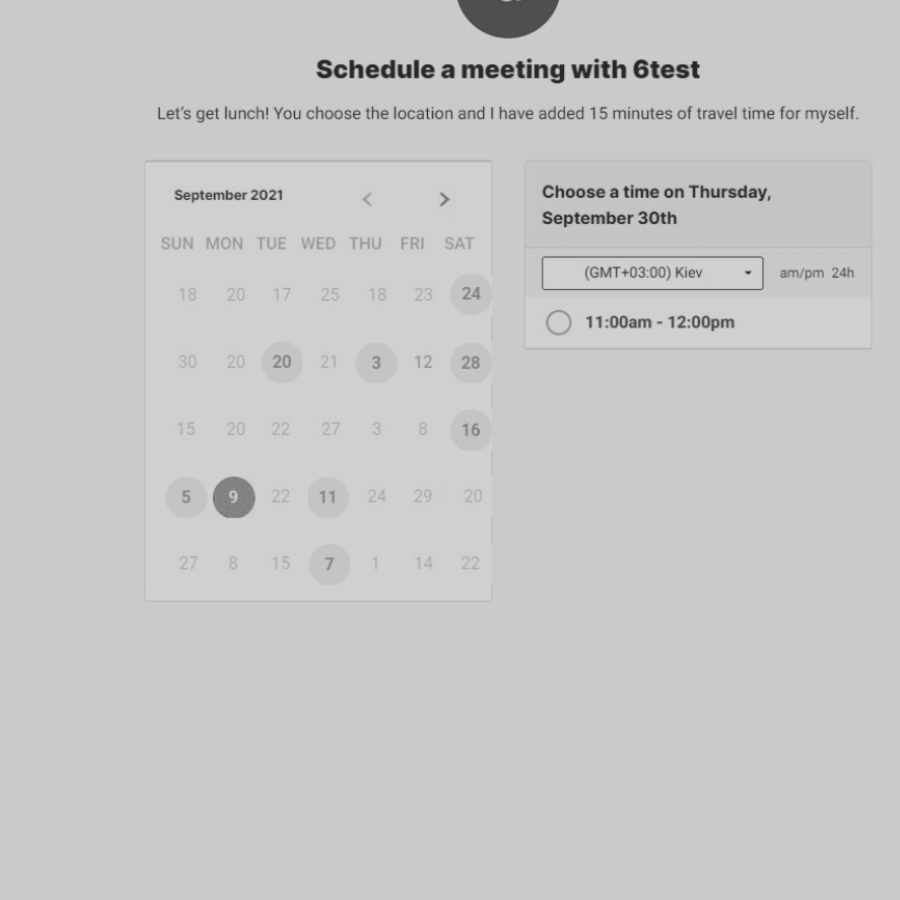 Schedule a meeting with 6test
Let's get lunch! You choose the location and I have added 15 minutes of travel time for myself.
September 2021
SUN MON TUE WED THU FRI SAT
18 20 17 25 18 23 24
30 20 20 21 3 12 28
15 20 22 27 3 8 16
5 9 22 11 24 29 20
27 8 15 7 1 14 22
Choose a time on Thursday,
September 30th
(GMT+03:00) Kiev
am/pm 24h
11:00am - 12:00pm